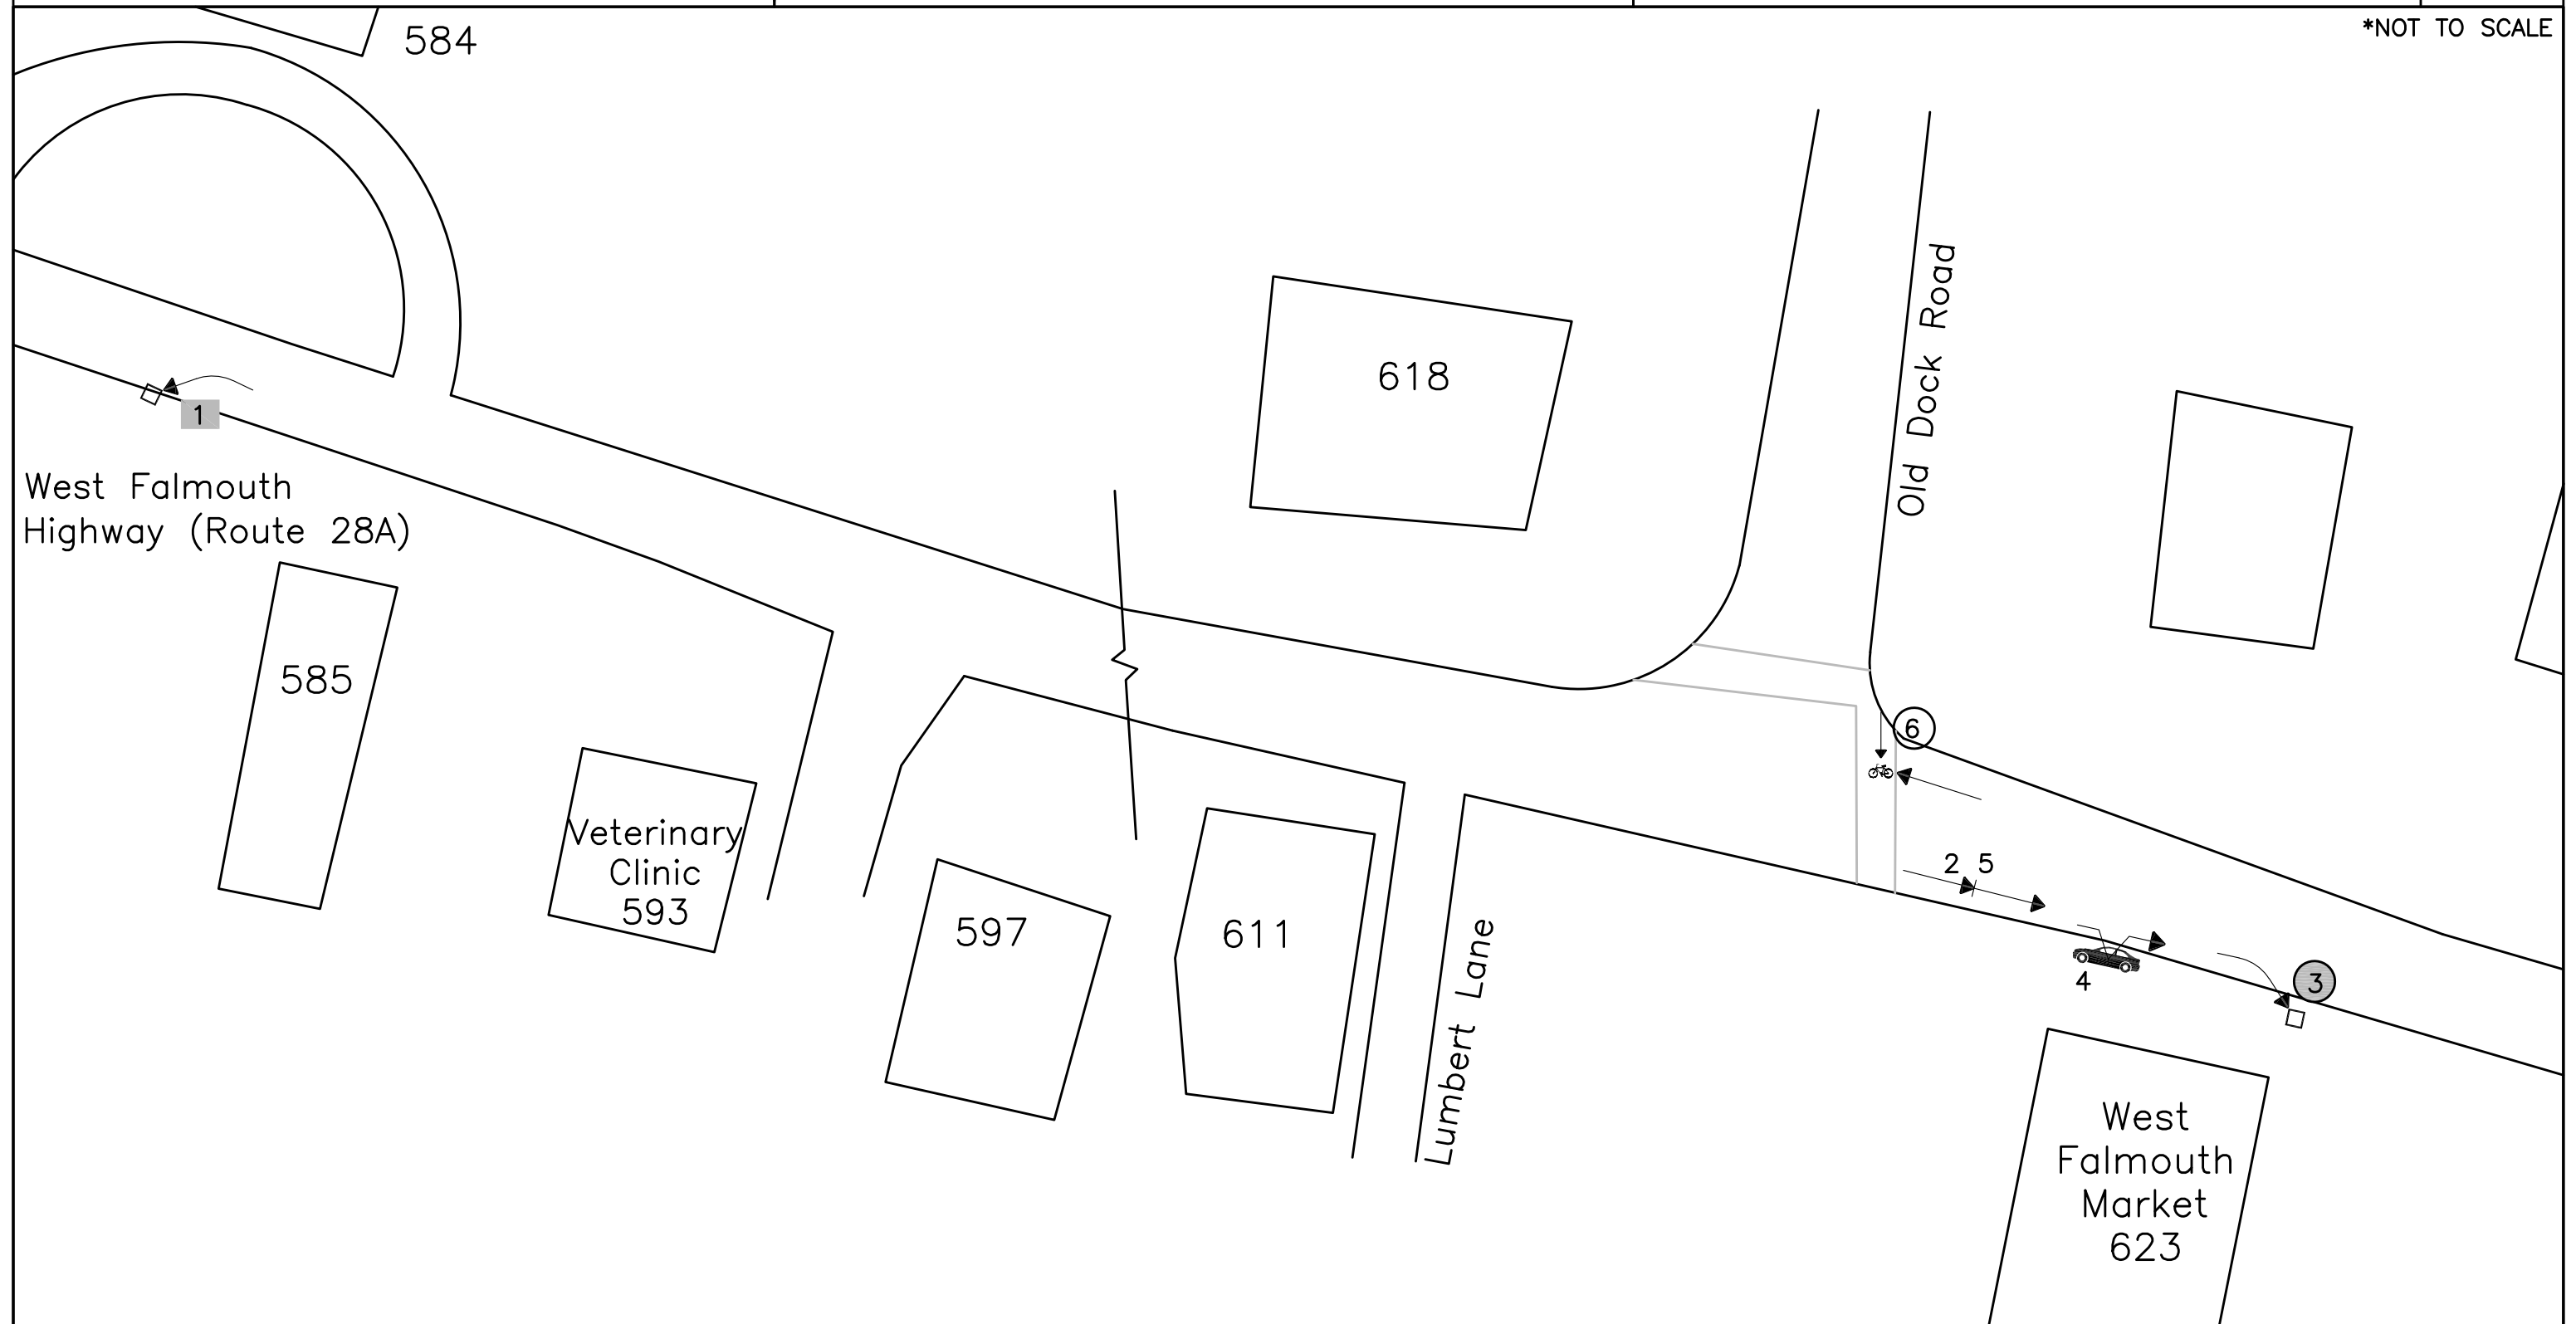 *NOT TO SCALE
584
618
Old Dock Road
1
West Falmouth
Highway (Route 28A)
585
6
Veterinary
Clinic
593
2 5
597
611
Lumbert Lane
4
3
West
Falmouth
Market
623